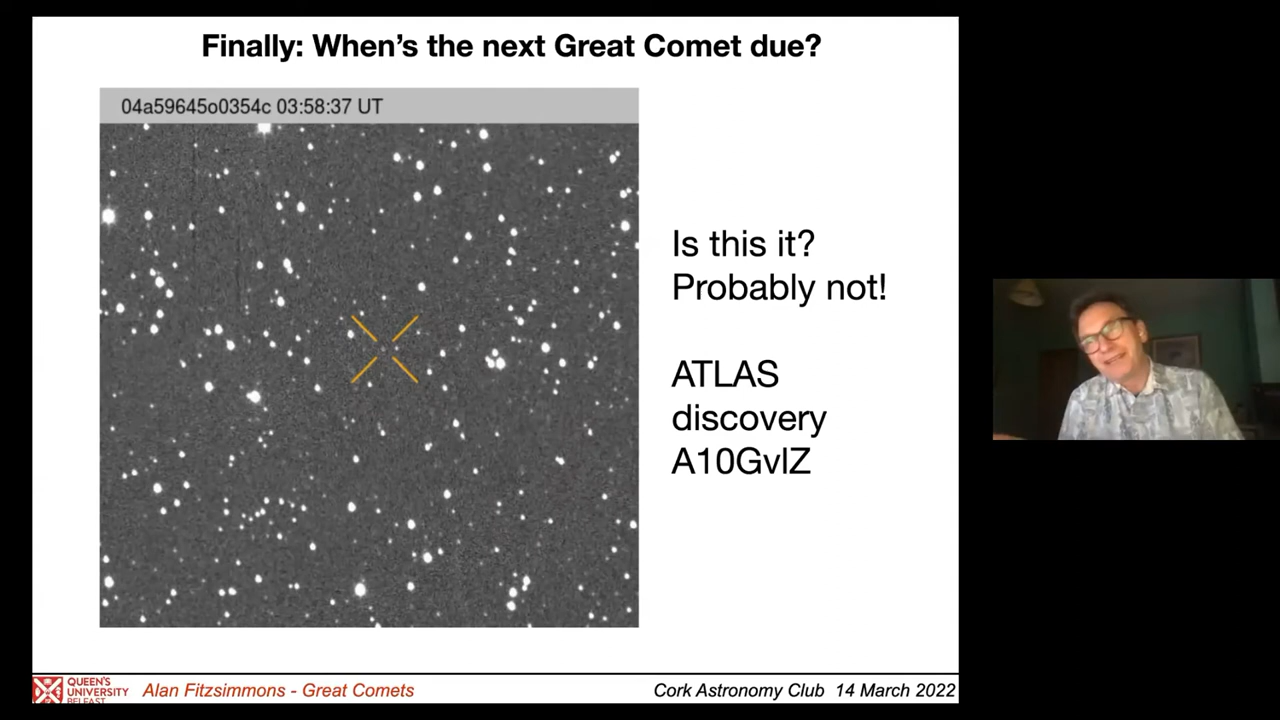 Finally: When's the next Great Comet due?
04a59645o0354c 03:58:37 UT
Is this it?
Probably not!
ATLAS
discovery
A10GvlZ
QUEEN'S
UNIVERSITY
BELFAST
Alan Fitzsimmons - Great Comets
Cork Astronomy Club 14 March 2022